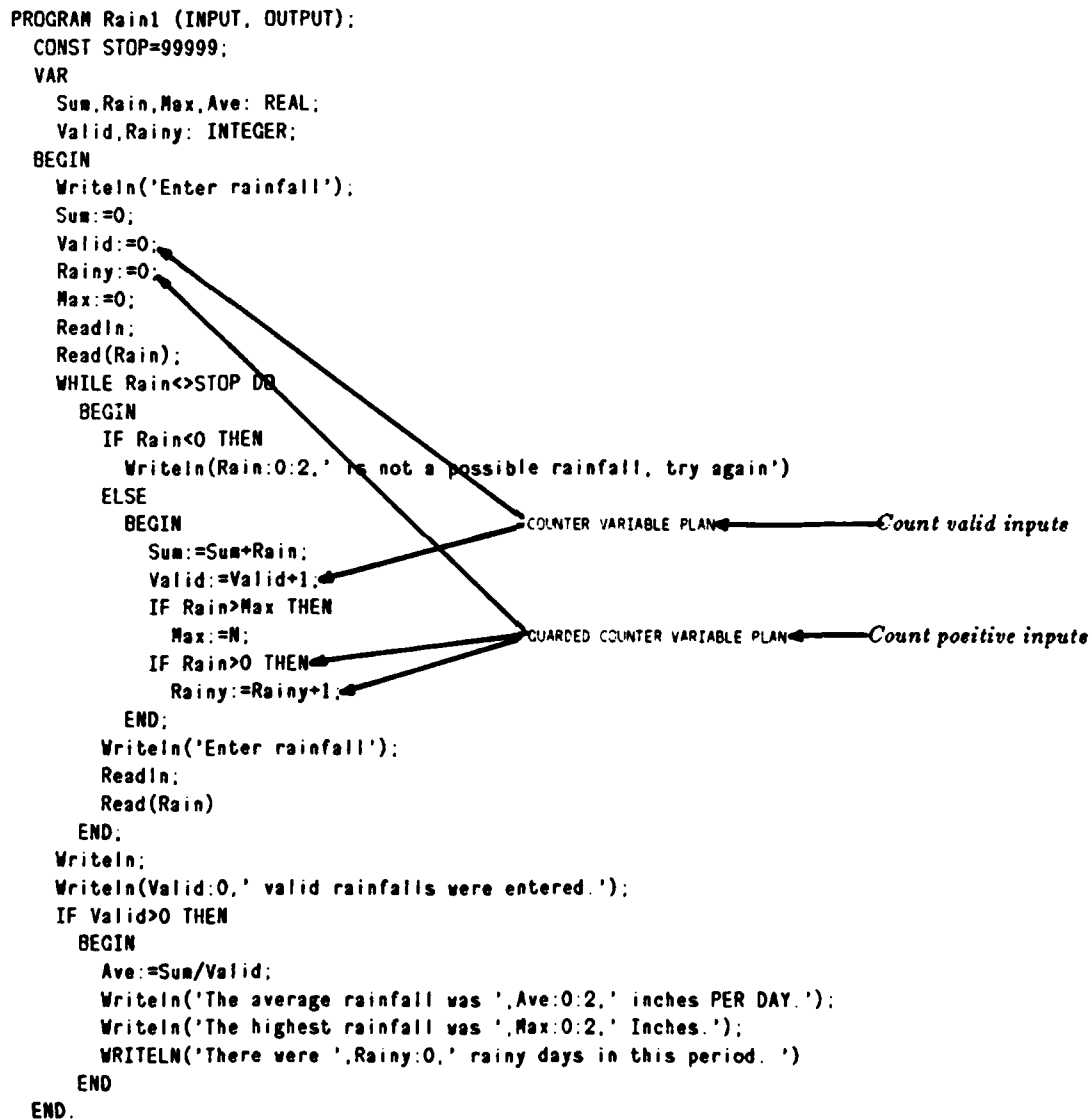 PROGRAM Rain1 (INPUT, OUTPUT);
CONST STOP=99999;
VAR
Sum,Rain,Max,Ave: REAL;
Valid,Rainy: INTEGER;
BEGIN
Writeln('Enter rainfall');
Sum:=0;
Valid:=0;
Rainy:=0;
Max:=0;
Readln;
Read(Rain);
WHILE Rain<>STOP DO
BEGIN
IF Rain<0 THEN
Writeln(Rain:0:2,' is not a possible rainfall, try again')
ELSE
BEGIN COUNTER VARIABLE PLAN Count valid inputs
Sum:=Sum+Rain;
Valid:=Valid+1;
IF Rain>Max THEN
Max:=N; GUARDED COUNTER VARIABLE PLAN Count positive inputs
IF Rain>0 THEN
Rainy:=Rainy+1;
END;
Writeln('Enter rainfall');
Readln;
Read(Rain)
END;
Writeln;
Writeln(Valid:0,' valid rainfalls were entered.');
IF Valid>0 THEN
BEGIN
Ave:=Sum/Valid;
Writeln('The average rainfall was ',Ave:0:2,' inches PER DAY.');
Writeln('The highest rainfall was ',Max:0:2,' Inches.');
WRITELN('There were ',Rainy:0,' rainy days in this period. ')
END
END.